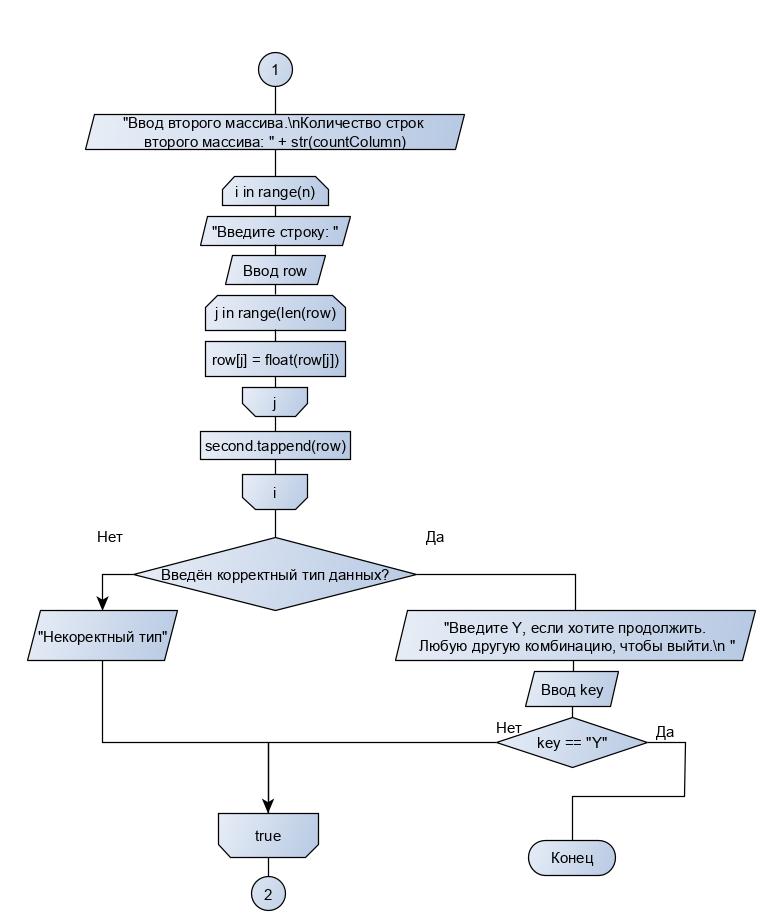 1
"Ввод второго массива.\nКоличество строк
второго массива: " + str(countColumn)
i in range(n)
"Введите строку: "
Ввод row
j in range(len(row)
row[j] = float(row[j])
j
second.tappend(row)
i
Нет
Да
Введён корректный тип данных?
"Некоректный тип"
"Введите Y, если хотите продолжить.
Любую другую комбинацию, чтобы выйти.\n "
Ввод key
Нет
Да
key == "Y"
true
Конец
2